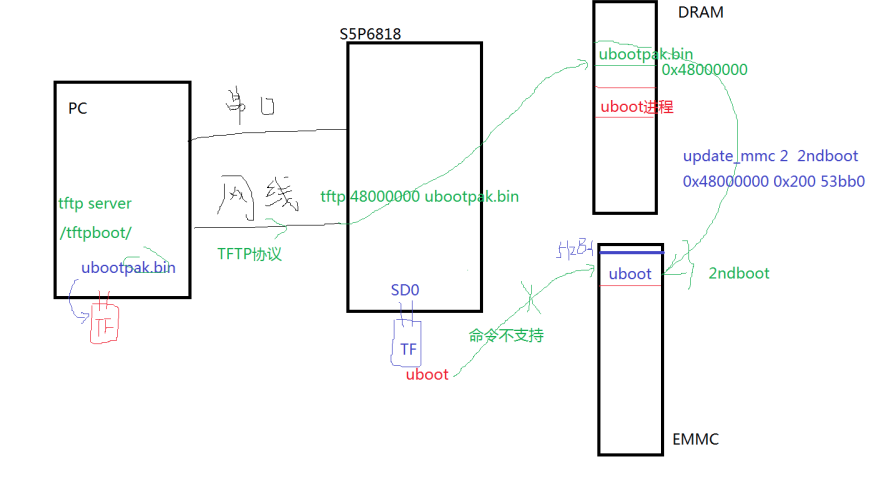 DRAM
S5P6818
ubootpak.bin
0x48000000
串口
PC
uboot进程
update_mmc 2 2ndboot
0x48000000 0x200 53bb0
网线
tftp 48000000 ubootpak.bin
tftp server
/tftpboot/
TFTP协议
ubootpak.bin
512B
uboot
2ndboot
SD0
TF
命令不支持
TF
uboot
EMMC